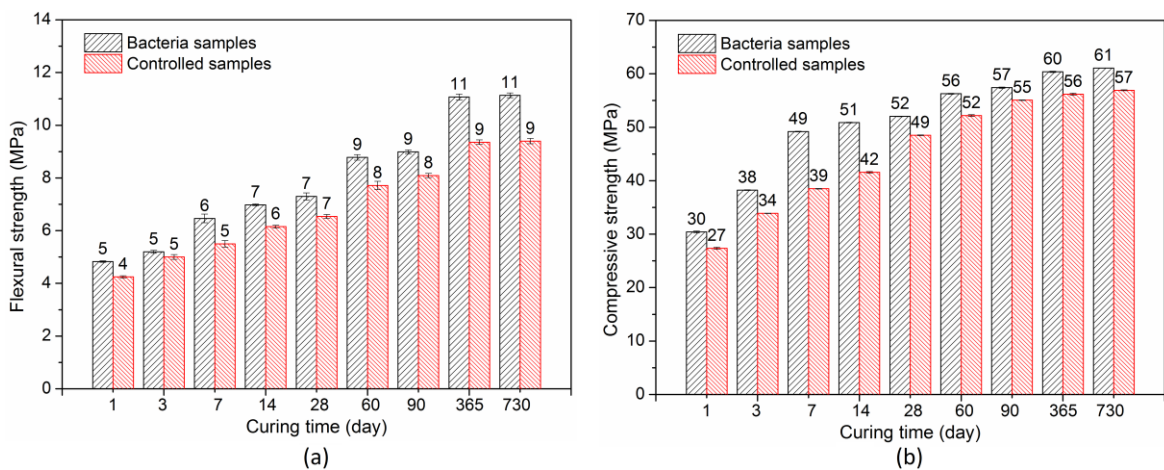 14
12
10
8
6
4
2
0
Flexural strength (MPa)
Bacteria samples
Controlled samples
5 4 5 5 6 5 7 6 7 7 9 8 9 8 11 9 11 9
1 3 7 14 28 60 90 365 730
Curing time (day)
(a)
70
60
50
40
30
20
10
0
Compressive strength (MPa)
Bacteria samples
Controlled samples
30 27 38 34 49 39 51 42 52 49 56 52 57 55 60 56 61 57
1 3 7 14 28 60 90 365 730
Curing time (day)
(b)